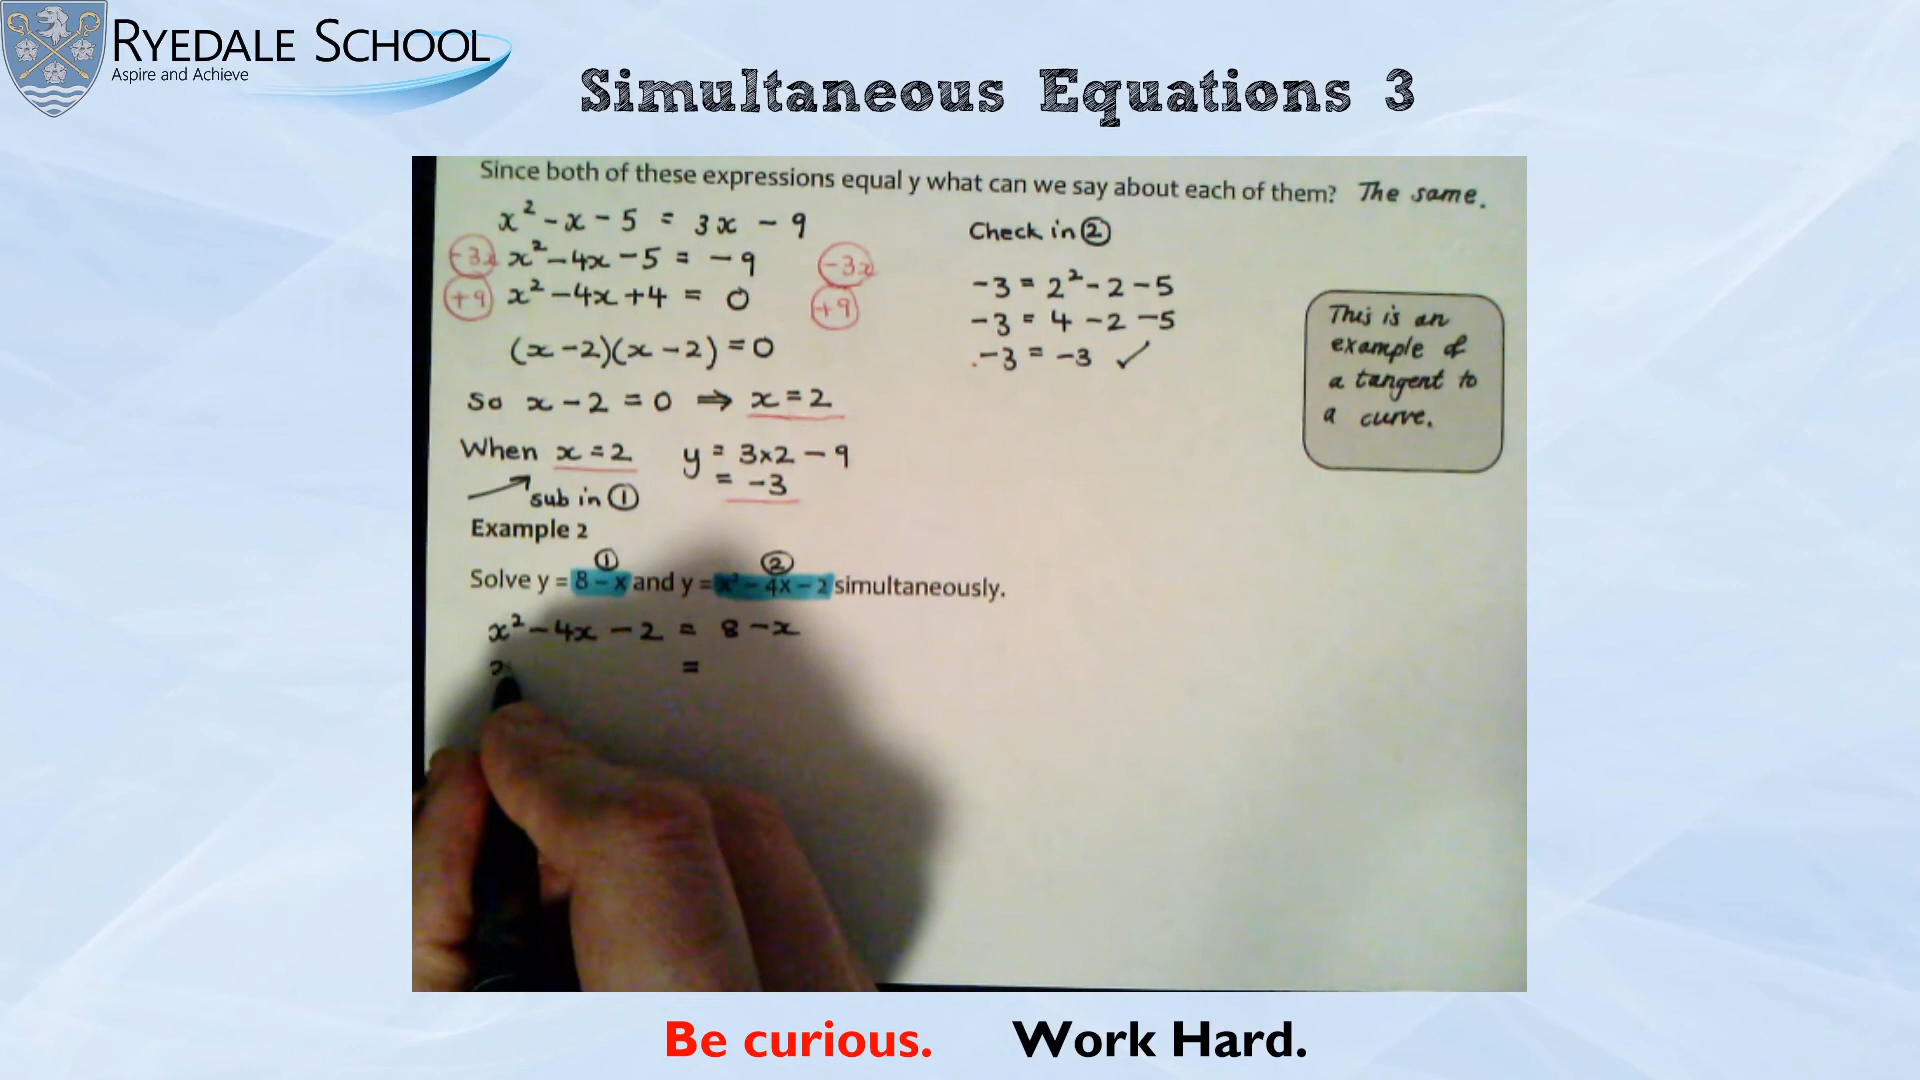 RYEDALE SCHOOL
Aspire and Achieve
Simultaneous Equations 3
Since both of these expressions equal y what can we say about each of them? The same.
x² - x - 5 = 3x - 9
-3x x² - 4x - 5 = -9 -3x
+9 x² - 4x + 4 = 0 +9
(x - 2)(x - 2) = 0
So x - 2 = 0 ⇒ x = 2
When x = 2 y = 3x2 - 9
= -3
sub in ①
Check in ②
-3 = 2² - 2 - 5
-3 = 4 - 2 - 5
-3 = -3 ✓
This is an
example of
a tangent to
a curve.
Example 2
① ②
Solve y = 8 - x and y = x² - 4x - 2 simultaneously.
x² - 4x - 2 = 8 - x
=
Be curious. Work Hard.